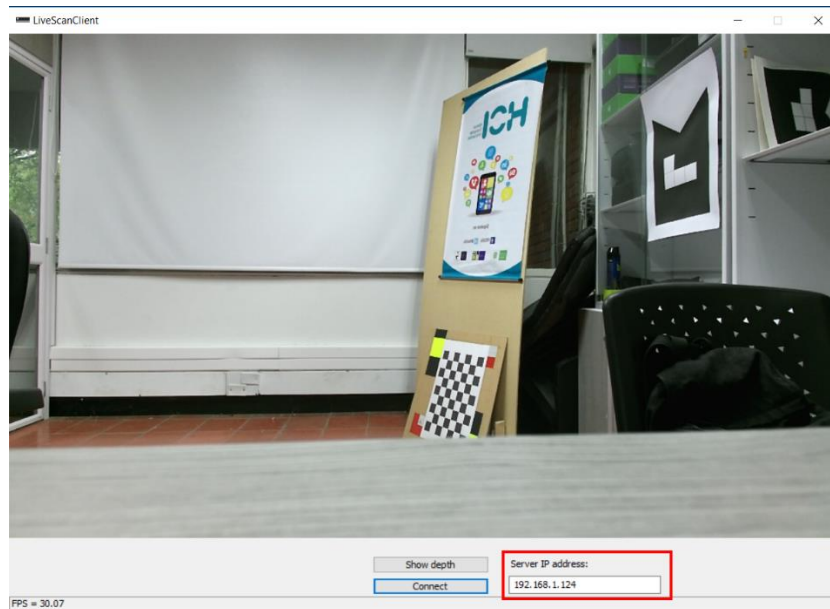 LiveScanClient
ICH
Show depth
Server IP address:
Connect
192.168.1.124
FPS = 30.07